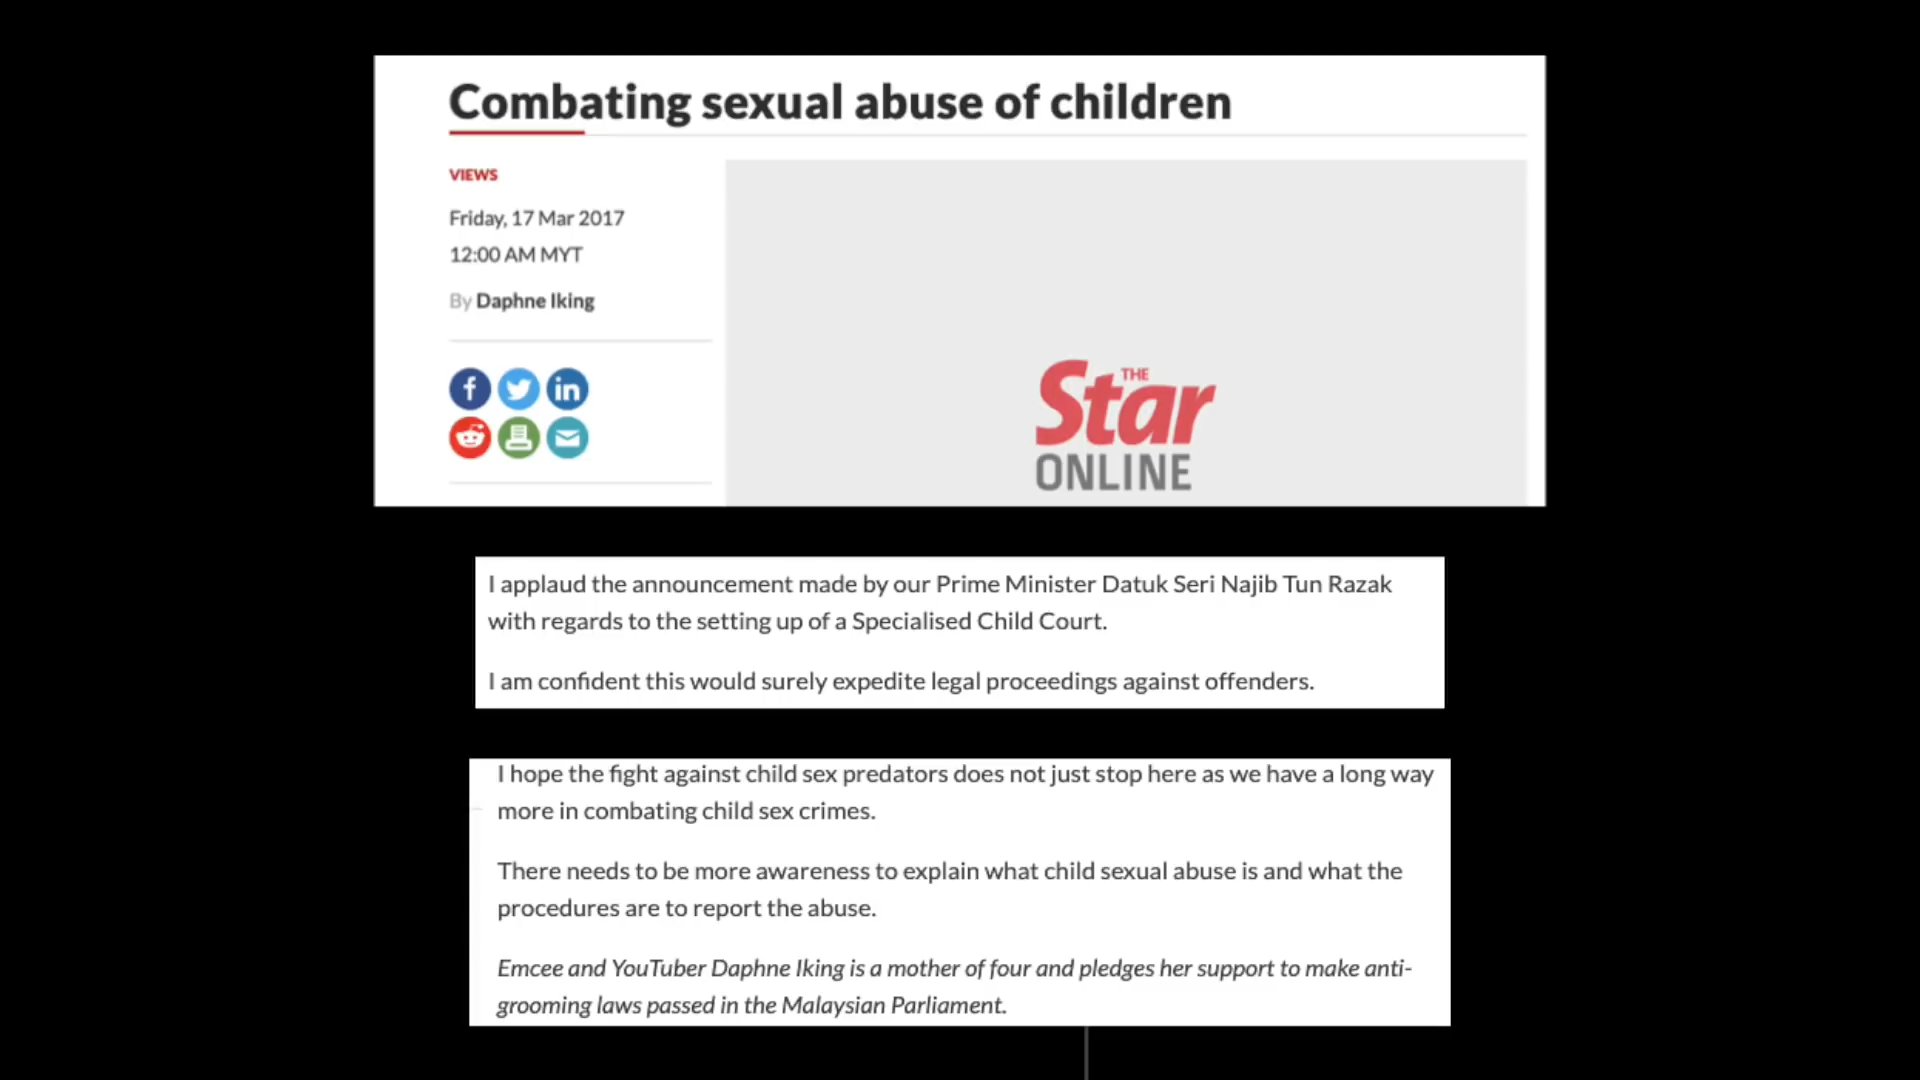 Combating sexual abuse of children
VIEWS
Friday, 17 Mar 2017
12:00 AM MYT
By Daphne Iking
THE
Star
ONLINE
I applaud the announcement made by our Prime Minister Datuk Seri Najib Tun Razak
with regards to the setting up of a Specialised Child Court.
I am confident this would surely expedite legal proceedings against offenders.
I hope the fight against child sex predators does not just stop here as we have a long way
more in combating child sex crimes.
There needs to be more awareness to explain what child sexual abuse is and what the
procedures are to report the abuse.
Emcee and YouTuber Daphne Iking is a mother of four and pledges her support to make anti-
grooming laws passed in the Malaysian Parliament.